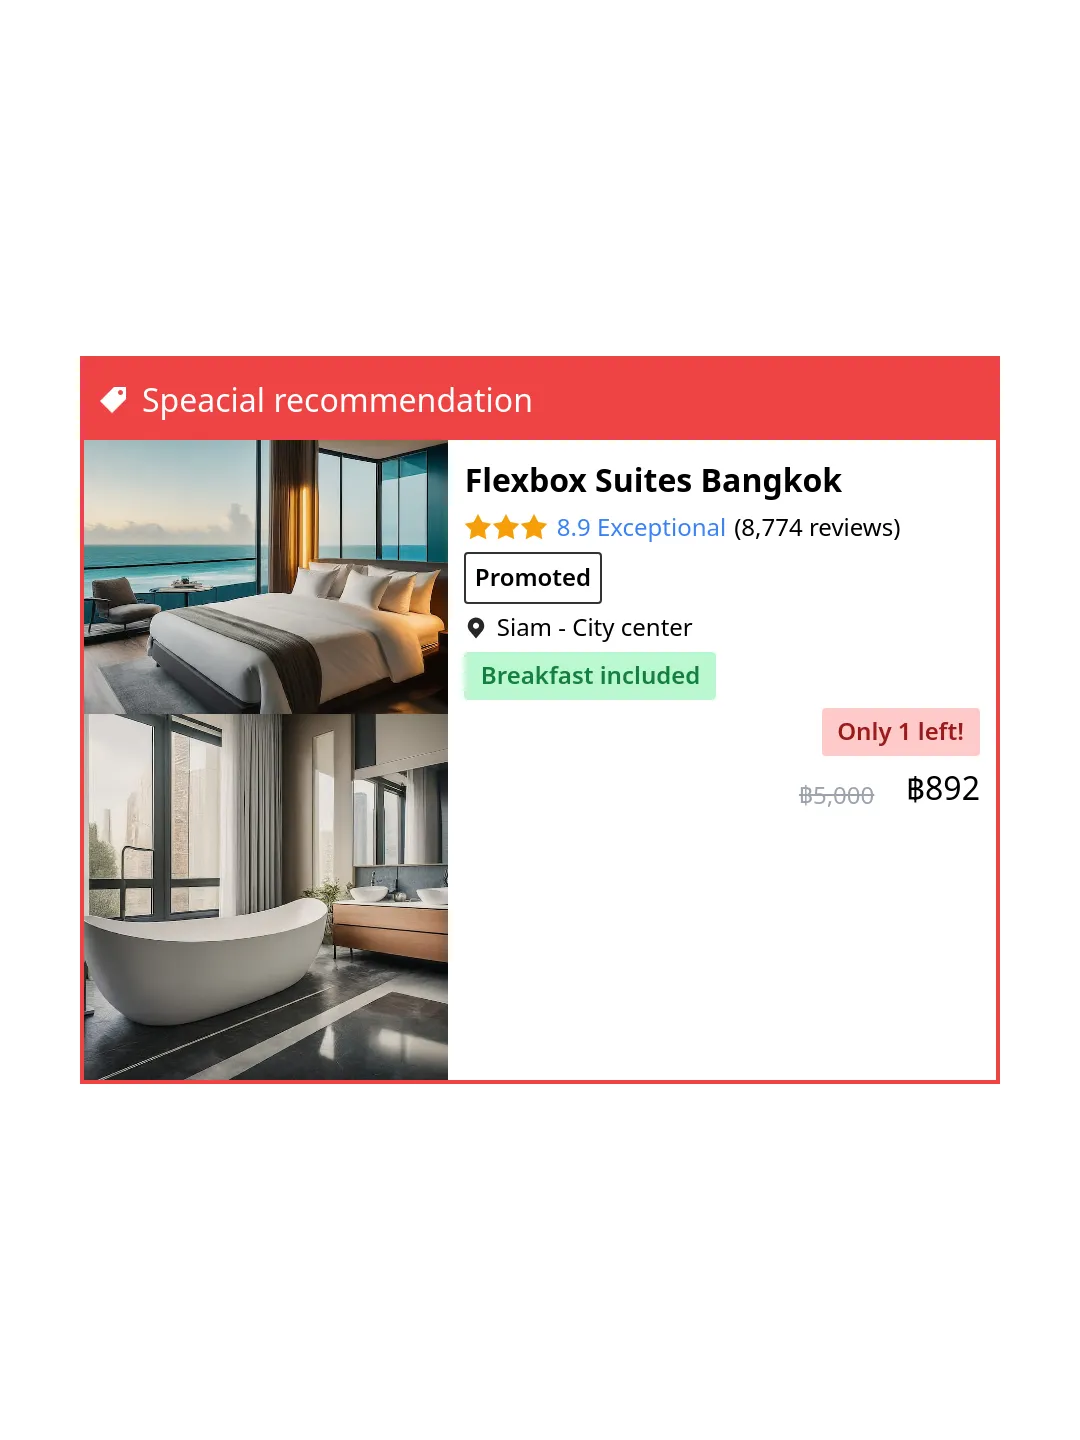 Speacial recommendation
Flexbox Suites Bangkok
8.9 Exceptional (8,774 reviews)
Promoted
Siam - City center
Breakfast included
Only 1 left!
฿5,000 ฿892